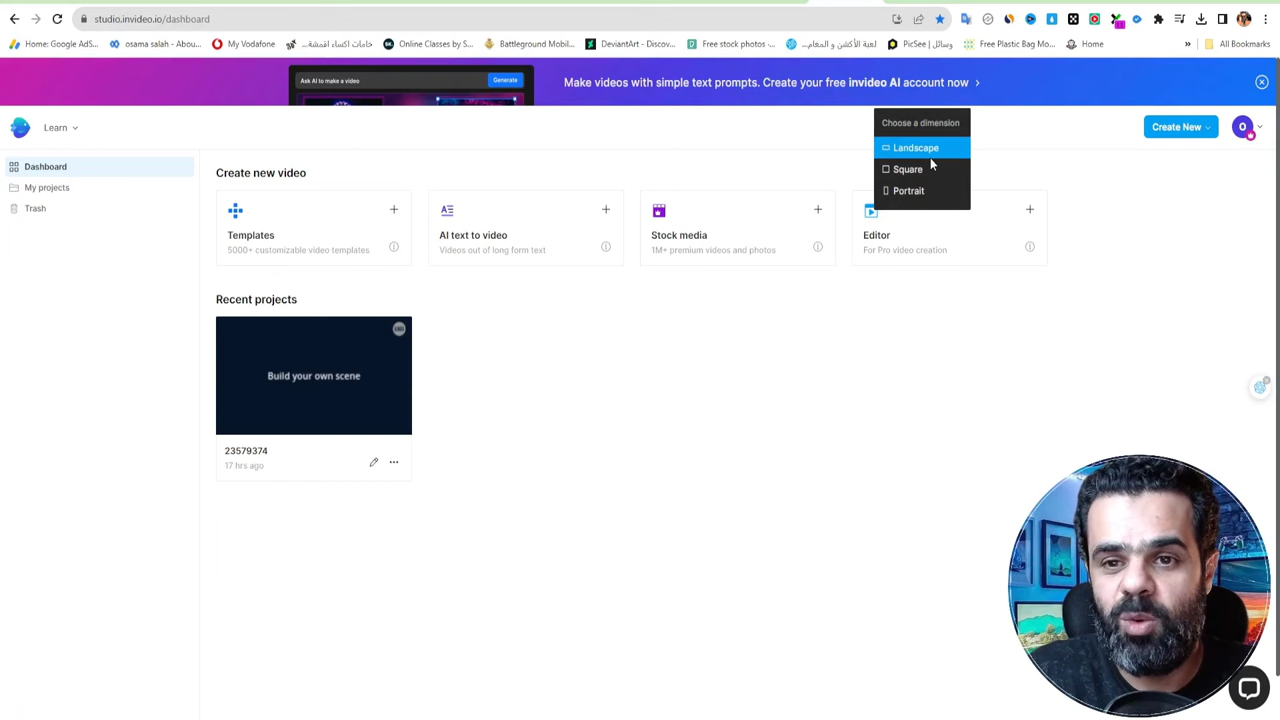 studio.invideo.io/dashboard
Home: Google AdS...
osama salah - Abou...
My Vodafone
خامات اكساء اقمشة...
Online Classes by S...
Battleground Mobil...
DeviantArt - Discov...
Free stock photos ·...
لعبة الأكشن و المغام...
PicSee | وسائل
Free Plastic Bag Mo...
Home
»
All Bookmarks
Ask AI to make a video
Generate
Make videos with simple text prompts. Create your free invideo AI account now
Learn
Choose a dimension
Landscape
Square
Portrait
Create New
O
Dashboard
My projects
Trash
Create new video
Templates
5000+ customizable video templates
AI text to video
Videos out of long form text
Stock media
1M+ premium videos and photos
Editor
For Pro video creation
Recent projects
Build your own scene
23579374
17 hrs ago